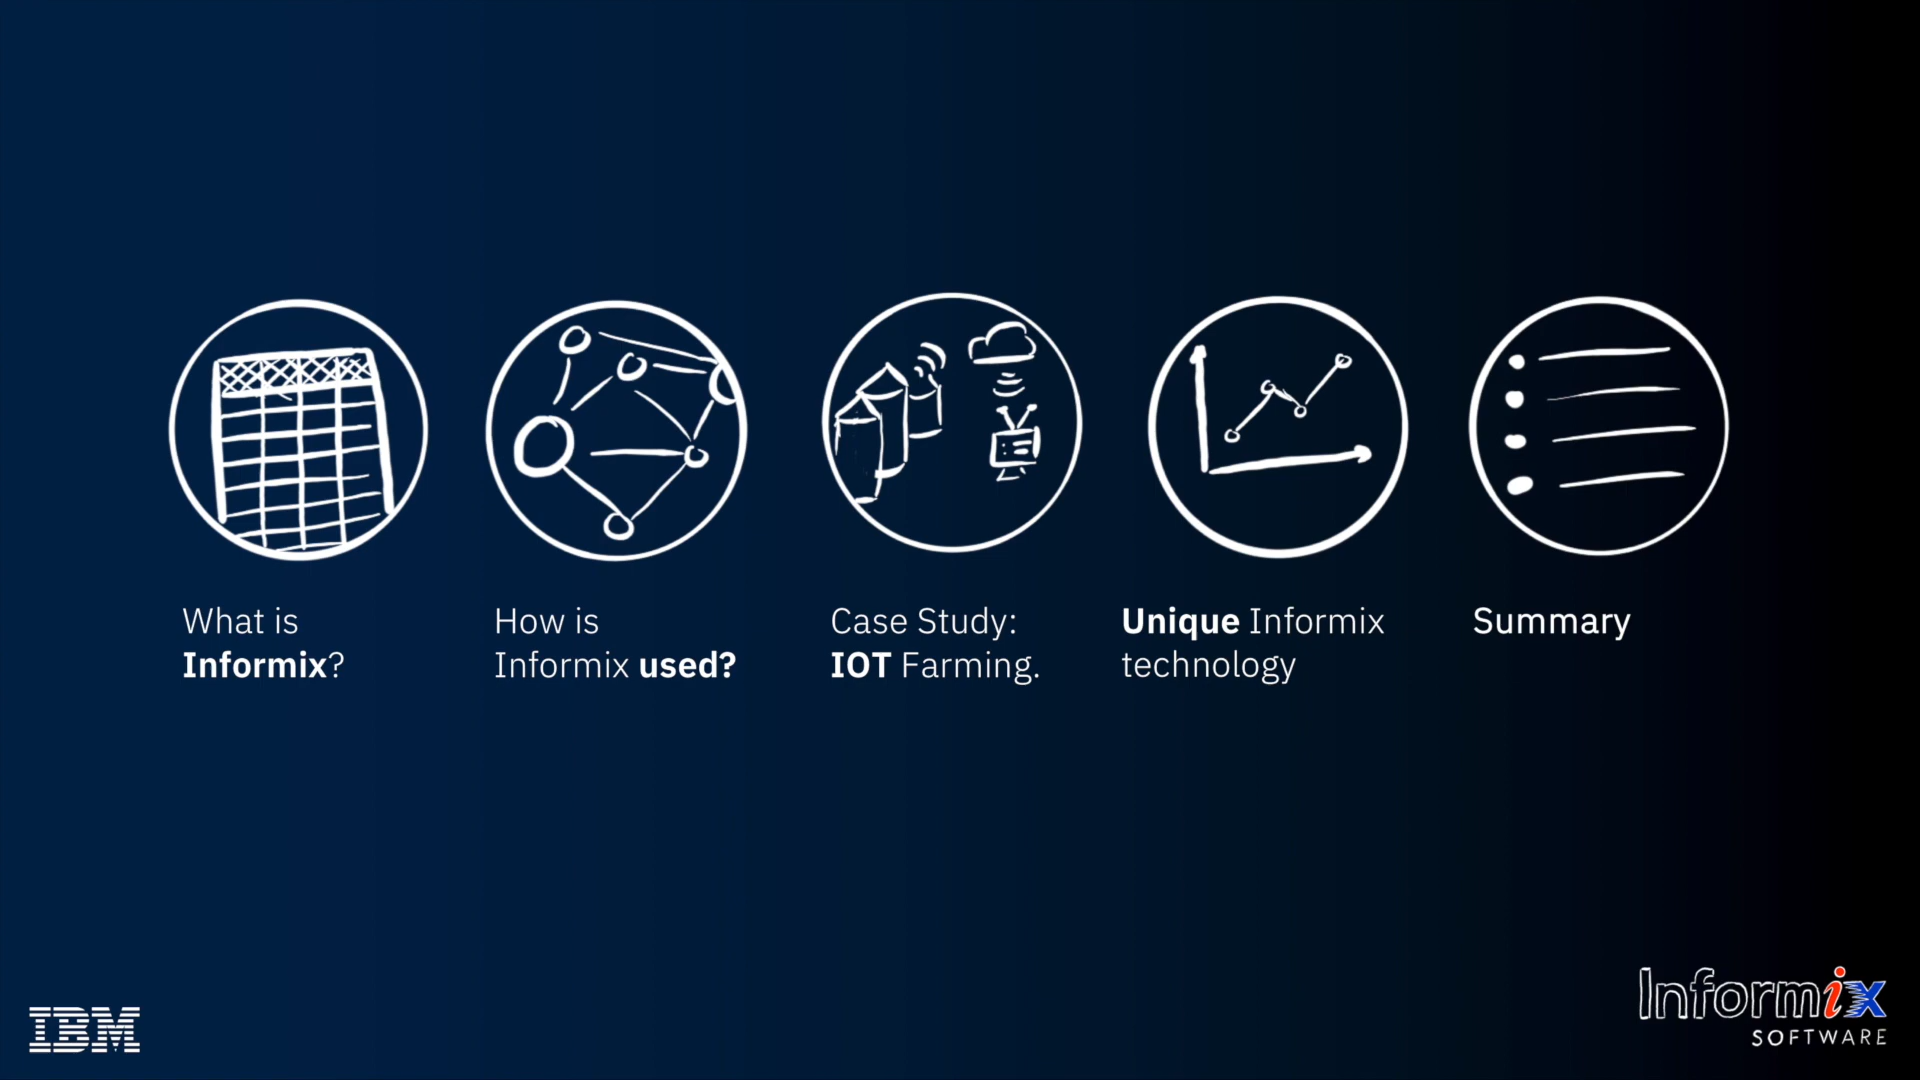 What is
Informix?
How is
Informix used?
Case Study:
IOT Farming.
Unique Informix
technology
Summary
IBM
Informix
SOFTWARE